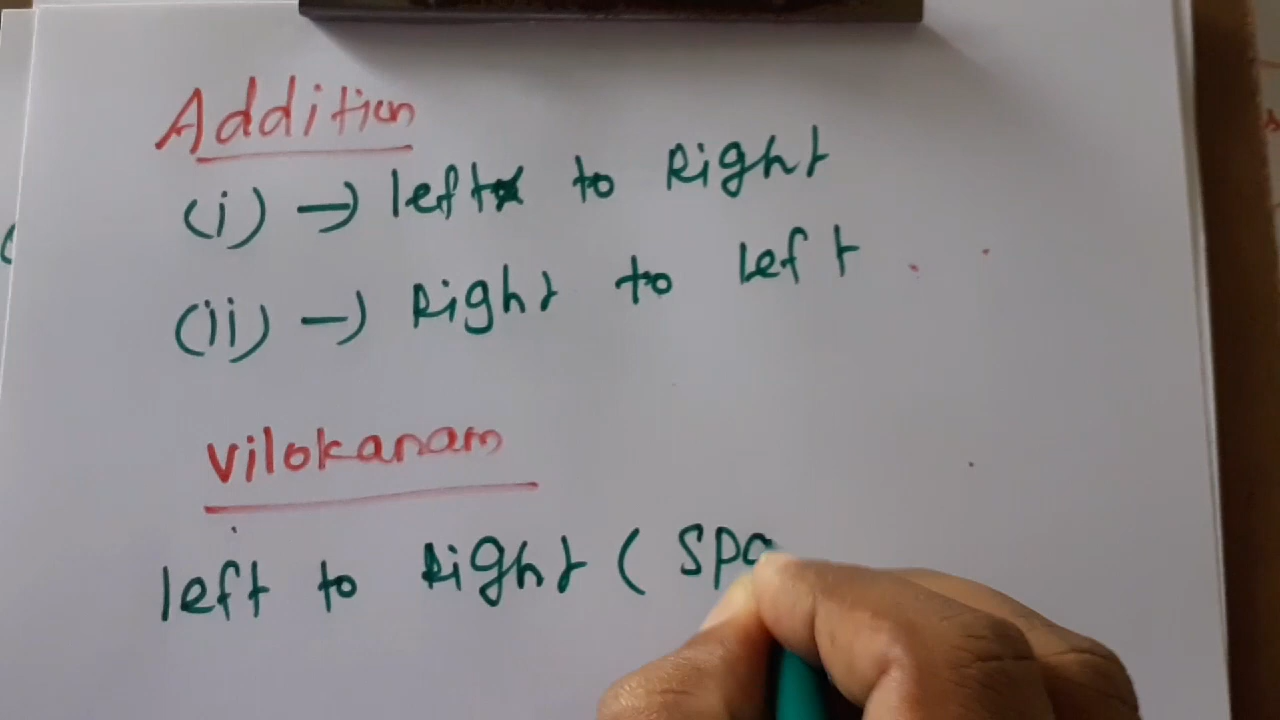 Addition
(i) → left to Right
(ii) → Right to left
Vilokanam
left to Right ( Spa